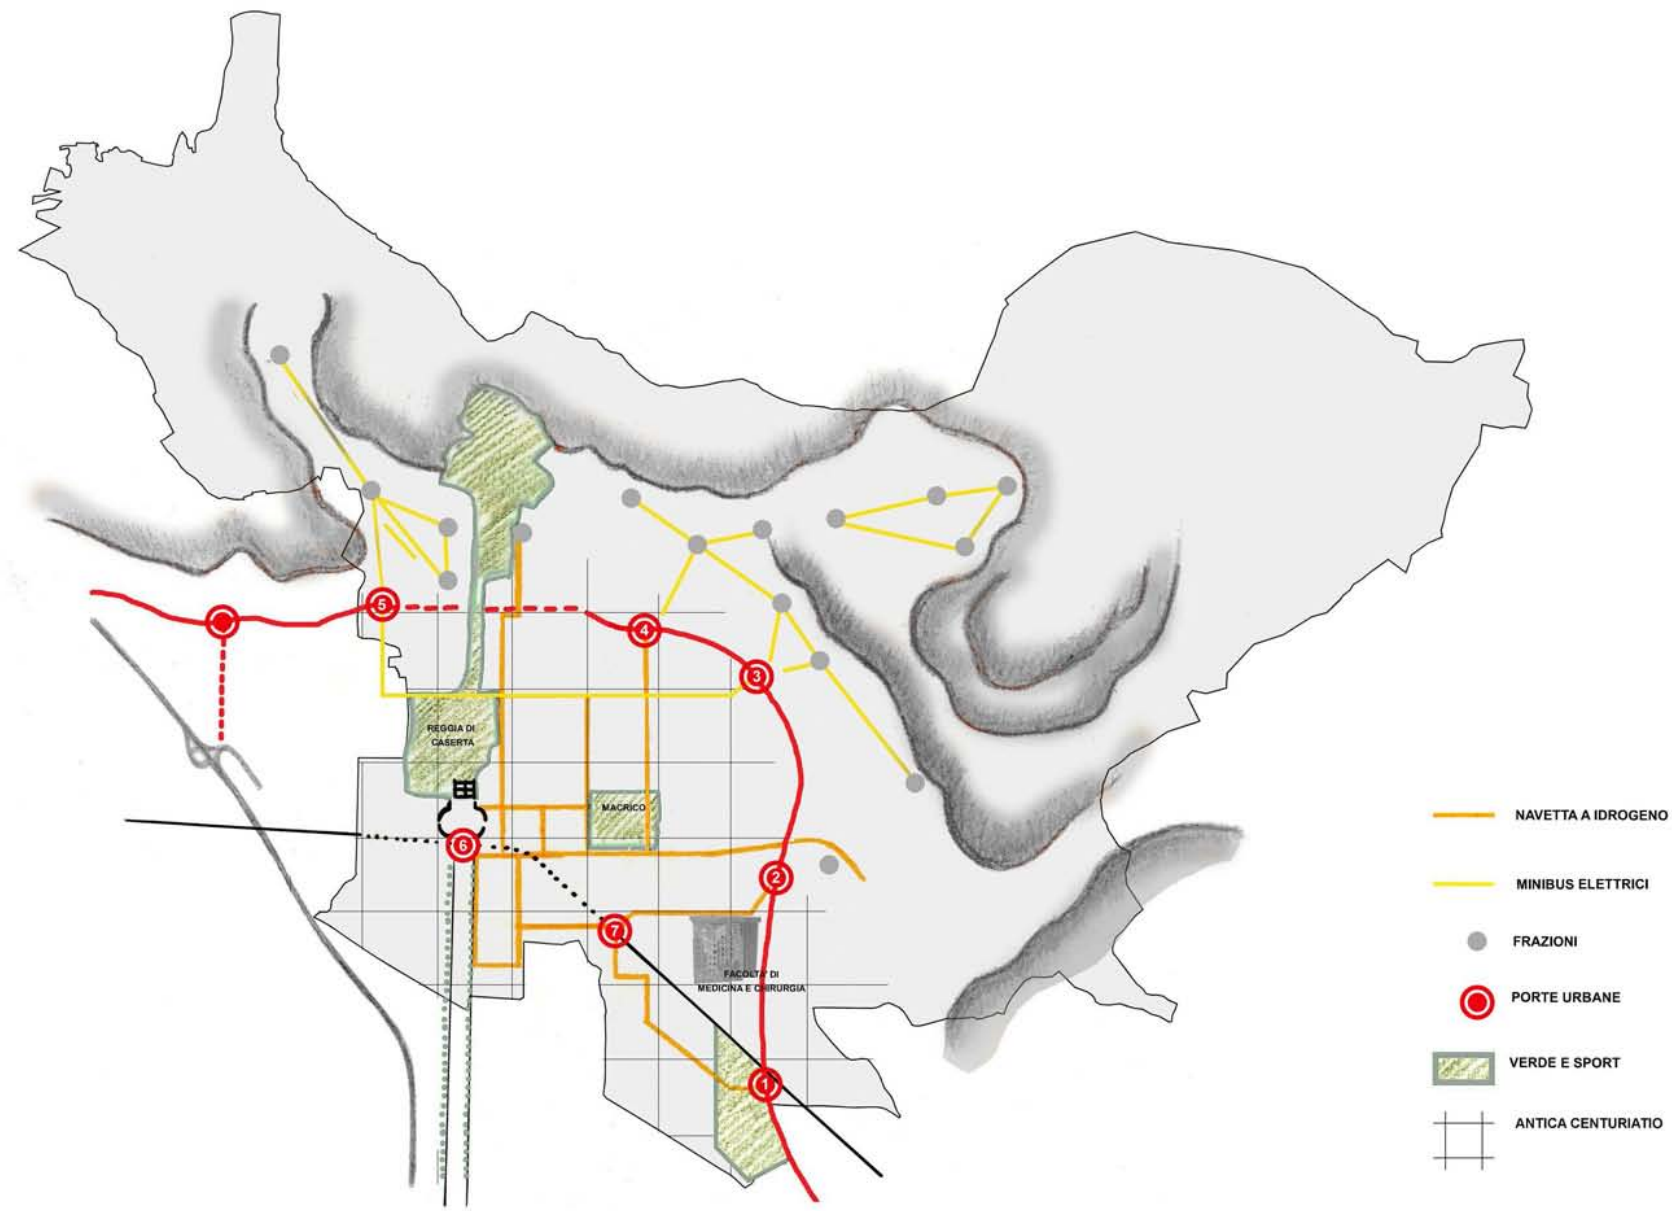 5
4
3
REGGIA DI
CASERTA
MACRICO
6
2
7
FACOLTA' DI
MEDICINA E CHIRURGIA
1
NAVETTA A IDROGENO
MINIBUS ELETTRICI
FRAZIONI
PORTE URBANE
VERDE E SPORT
ANTICA CENTURIATIO